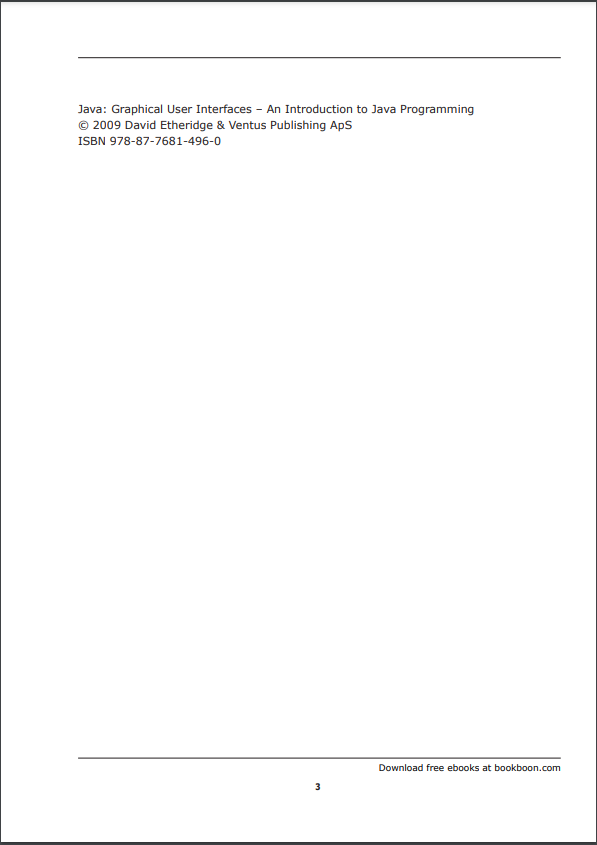 Java: Graphical User Interfaces – An Introduction to Java Programming
© 2009 David Etheridge & Ventus Publishing ApS
ISBN 978-87-7681-496-0
Download free ebooks at bookboon.com
3